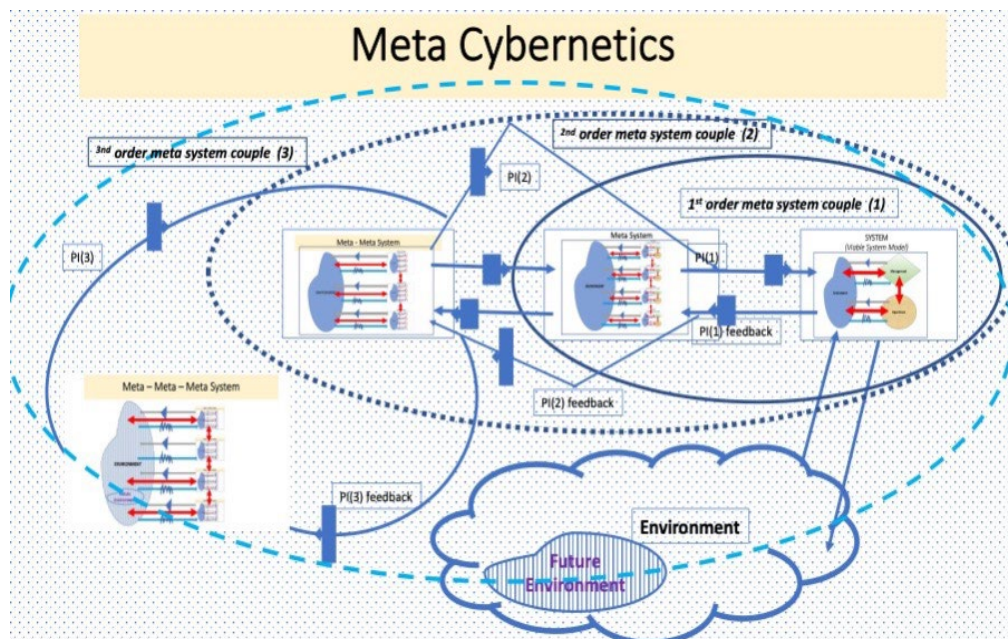 Meta Cybernetics
3nd order meta system couple (3)
2nd order meta system couple (2)
PI(2)
1st order meta system couple (1)
PI(3)
Meta - Meta System
Meta System
PI(1)
SYSTEM
(Viable System Model)
PI(1) feedback
PI(2) feedback
Meta – Meta – Meta System
ENVIRONMENT
PI(3) feedback
Environment
Future
Environment